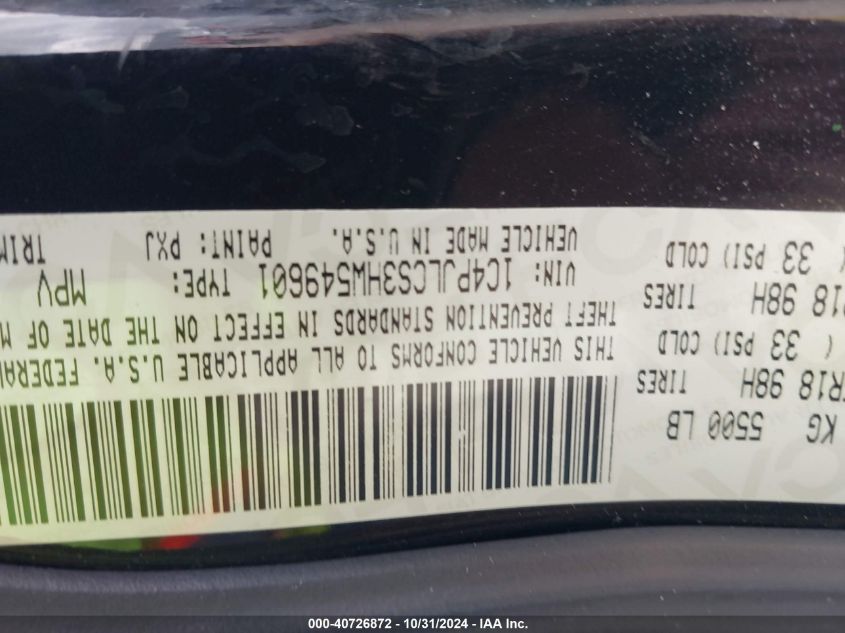 KG 5500 LB
TR18 98H TIRES
( 33 PSI) COLD
R18 98H TIRES
( 33 PSI) COLD
THIS VEHICLE CONFORMS TO ALL APPLICABLE U.S.A. FEDERAL
THEFT PREVENTION STANDARDS IN EFFECT ON THE DATE OF M
VIN: 1C4PJLCS3HW549601 TYPE: MPV
VEHICLE MADE IN U.S.A. PAINT: PXJ TRIM
000-40726872 - 10/31/2024 - IAA Inc.